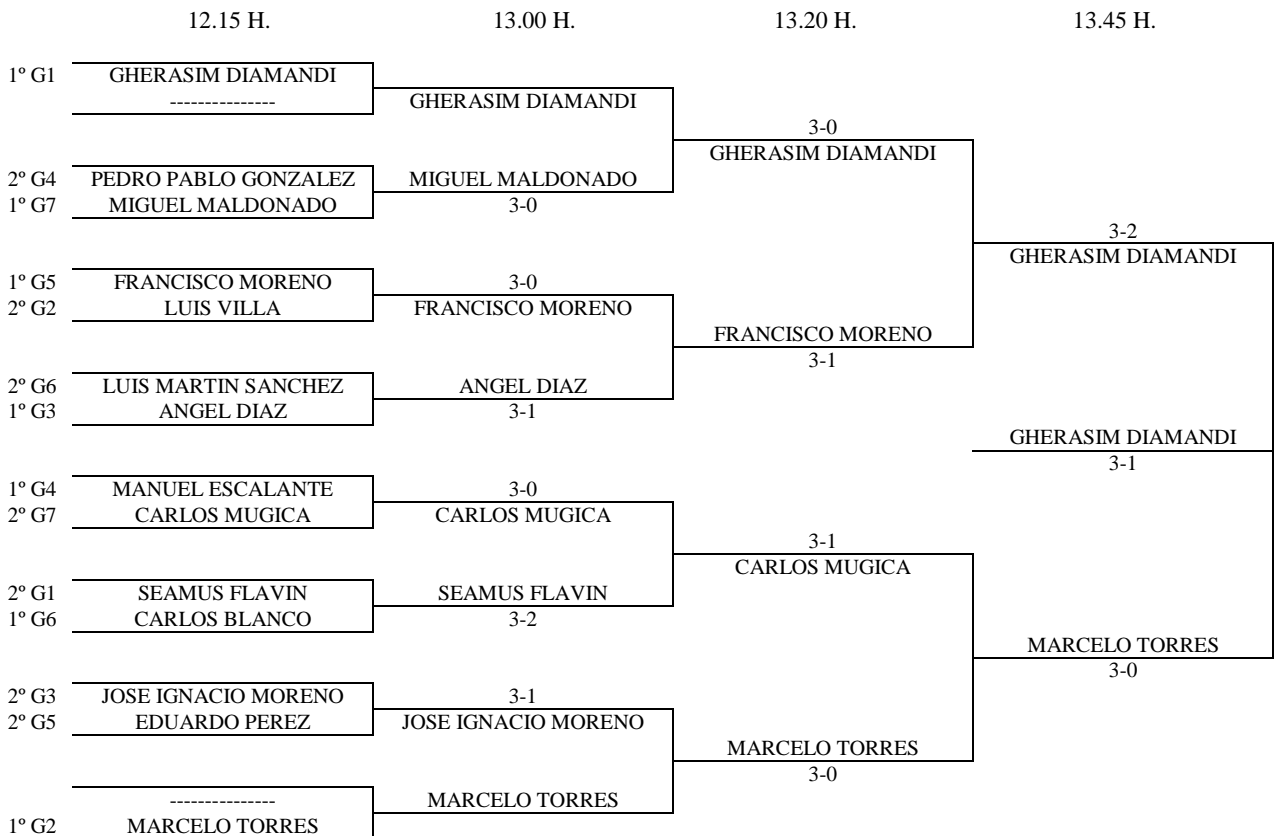 12.15 H. 13.00 H. 13.20 H. 13.45 H.
1º G1 GHERASIM DIAMANDI
--------------- GHERASIM DIAMANDI
3-0
GHERASIM DIAMANDI
2º G4 PEDRO PABLO GONZALEZ MIGUEL MALDONADO
1º G7 MIGUEL MALDONADO 3-0
3-2
GHERASIM DIAMANDI
1º G5 FRANCISCO MORENO 3-0
2º G2 LUIS VILLA FRANCISCO MORENO
FRANCISCO MORENO
3-1
2º G6 LUIS MARTIN SANCHEZ ANGEL DIAZ
1º G3 ANGEL DIAZ 3-1
GHERASIM DIAMANDI
3-1
1º G4 MANUEL ESCALANTE 3-0
2º G7 CARLOS MUGICA CARLOS MUGICA
3-1
CARLOS MUGICA
2º G1 SEAMUS FLAVIN SEAMUS FLAVIN
1º G6 CARLOS BLANCO 3-2
MARCELO TORRES
3-0
2º G3 JOSE IGNACIO MORENO 3-1
2º G5 EDUARDO PEREZ JOSE IGNACIO MORENO
MARCELO TORRES
3-0
--------------- MARCELO TORRES
1º G2 MARCELO TORRES